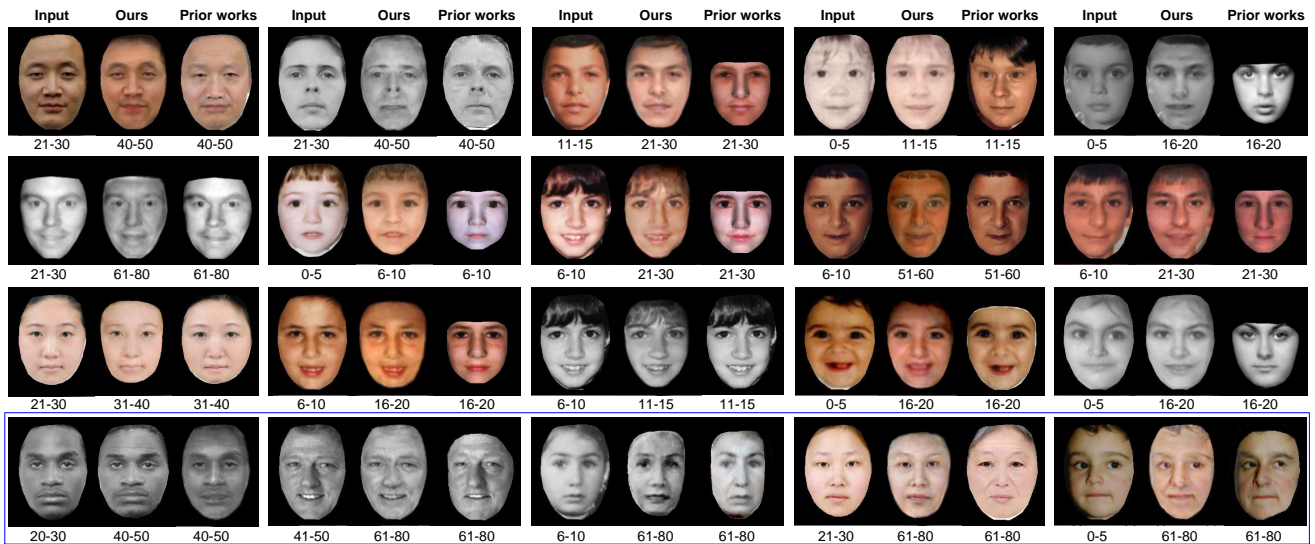 Input Ours Prior works Input Ours Prior works Input Ours Prior works Input Ours Prior works Input Ours Prior works
21-30 40-50 40-50 21-30 40-50 40-50 11-15 21-30 21-30 0-5 11-15 11-15 0-5 16-20 16-20
21-30 61-80 61-80 0-5 6-10 6-10 6-10 21-30 21-30 6-10 51-60 51-60 6-10 21-30 21-30
21-30 31-40 31-40 6-10 16-20 16-20 6-10 11-15 11-15 0-5 16-20 16-20 0-5 16-20 16-20
20-30 40-50 40-50 41-50 61-80 61-80 6-10 61-80 61-80 21-30 61-80 61-80 0-5 61-80 61-80